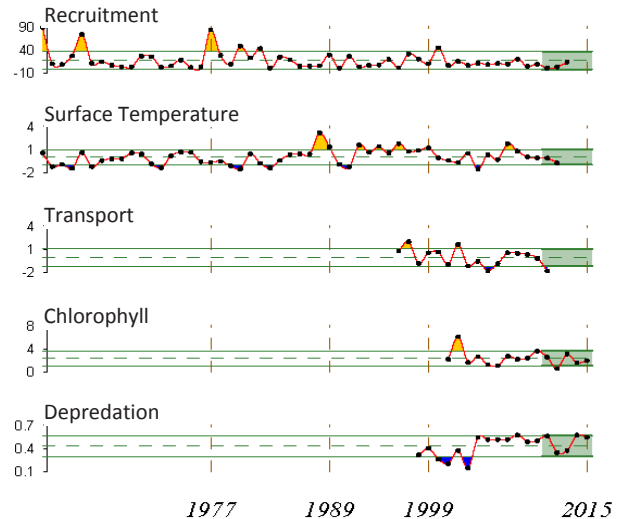 Recruitment
90
40
-10
Surface Temperature
4
1
-2
Transport
4
1
-2
Chlorophyll
8
4
0
Depredation
0.7
0.4
0.1
1977 1989 1999 2015